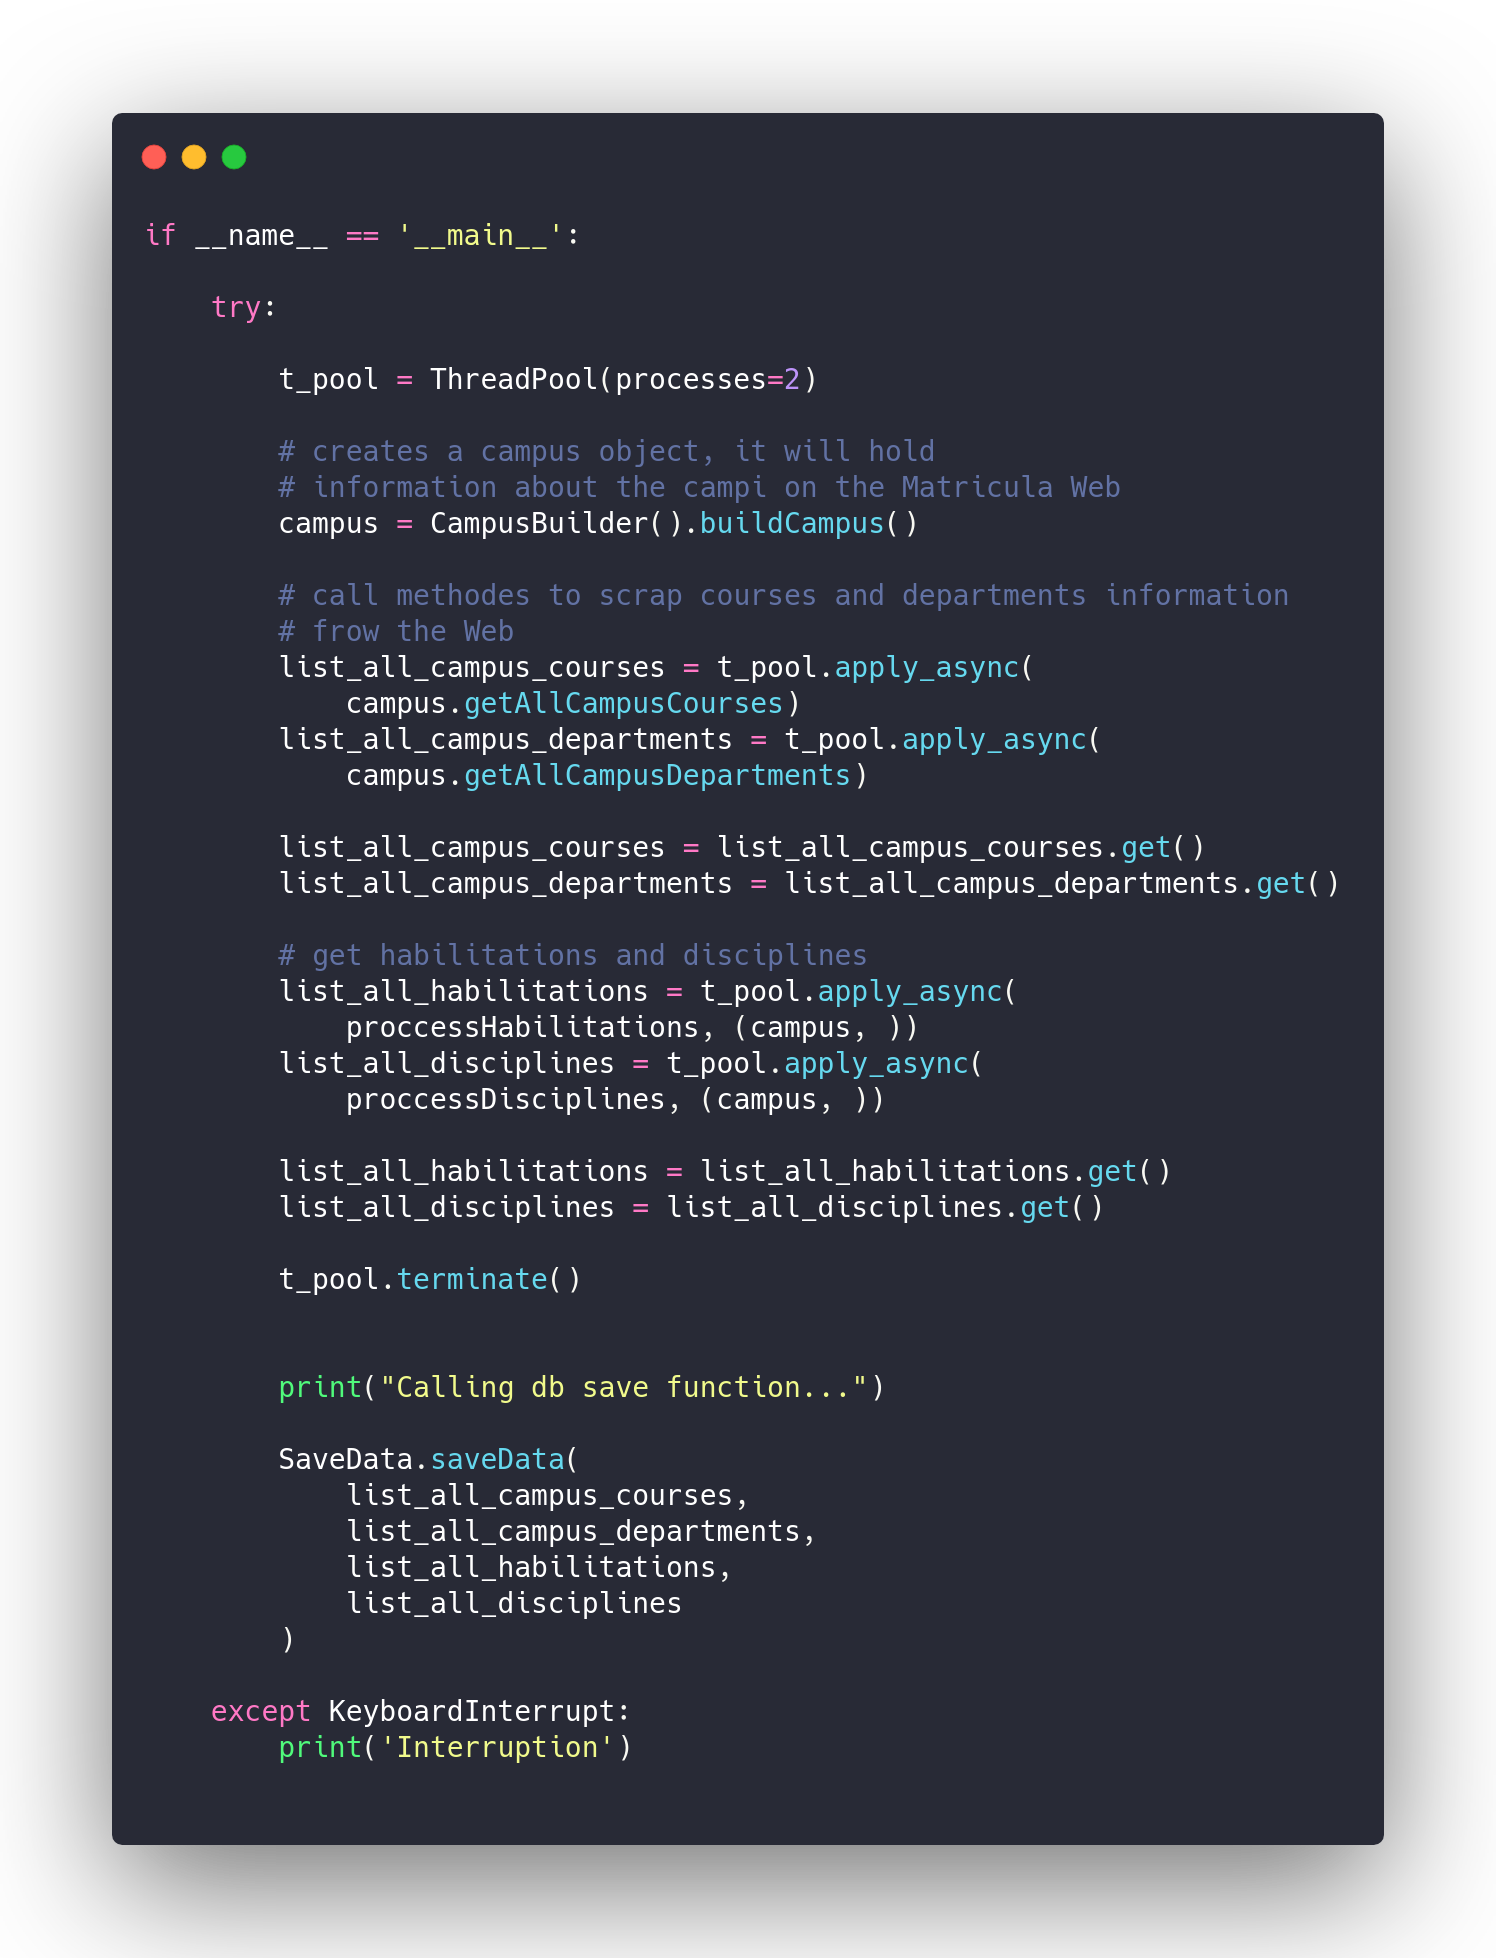 if __name__ == '__main__':
    try:
        t_pool = ThreadPool(processes=2)
        # creates a campus object, it will hold
        # information about the campi on the Matricula Web
        campus = CampusBuilder().buildCampus()
        # call methodes to scrap courses and departments information
        # frow the Web
        list_all_campus_courses = t_pool.apply_async(
            campus.getAllCampusCourses)
        list_all_campus_departments = t_pool.apply_async(
            campus.getAllCampusDepartments)
        list_all_campus_courses = list_all_campus_courses.get()
        list_all_campus_departments = list_all_campus_departments.get()
        # get habilitations and disciplines
        list_all_habilitations = t_pool.apply_async(
            proccessHabilitations, (campus, ))
        list_all_disciplines = t_pool.apply_async(
            proccessDisciplines, (campus, ))
        list_all_habilitations = list_all_habilitations.get()
        list_all_disciplines = list_all_disciplines.get()
        t_pool.terminate()
        print("Calling db save function...")
        SaveData.saveData(
            list_all_campus_courses,
            list_all_campus_departments,
            list_all_habilitations,
            list_all_disciplines
        )
    except KeyboardInterrupt:
        print('Interruption')